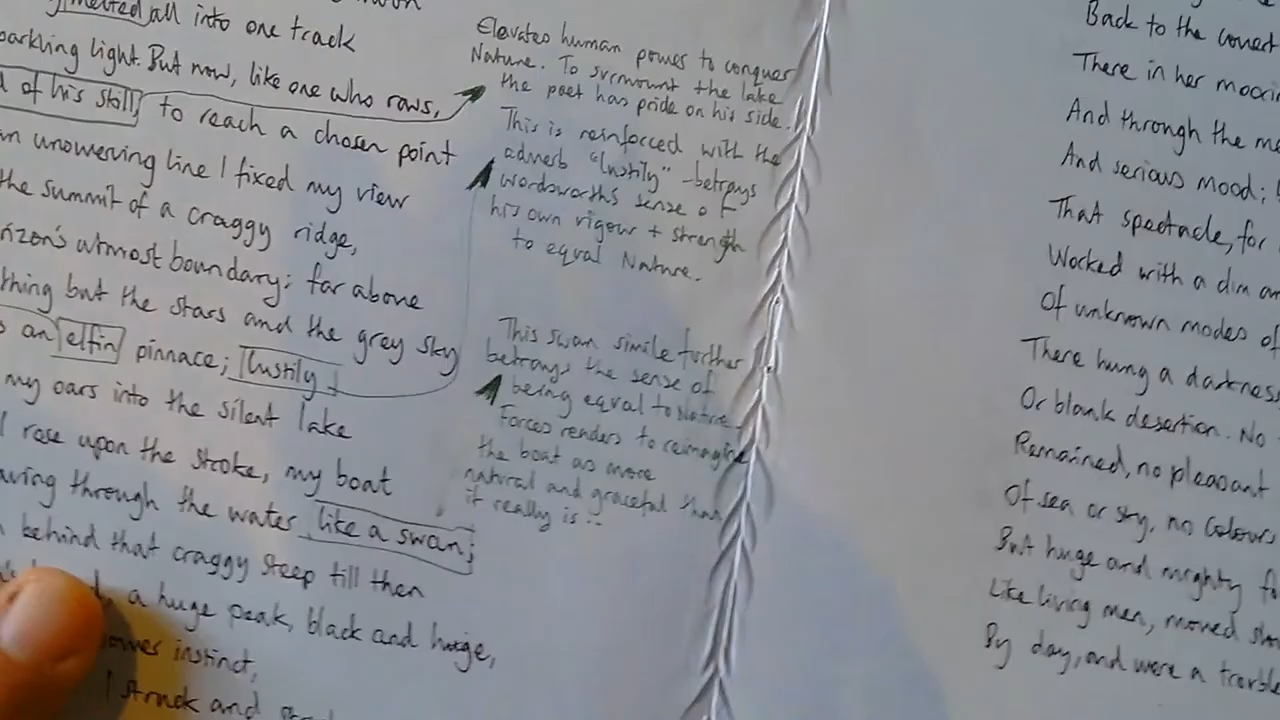 melted all into one track
sparkling light. But now, like one who rows,
of his skill, to reach a chosen point
an unswerving line I fixed my view
the summit of a craggy ridge,
rizon's utmost boundary; far above
thing but the stars and the grey sky
an elfin pinnace; lustily
my oars into the silent lake
I rose upon the stroke, my boat
aving through the water like a swan;
behind that craggy steep till then
a huge peak, black and huge,
power instinct,
I struck and
Elevates human power to conquer
Nature. To surmount the lake
the poet has pride on his side.
This is reinforced with the
adverb "lustily" - betrays
Wordsworth's sense of
his own vigour + strength
to equal Nature.
This swan simile further
betrays the sense of
being equal to Nature.
Forces renders to reimagine
the boat as more
natural and graceful than
it really is :-
Back to the covert
There in her moorin
And through the me
And serious mood;
That spectacle, for
Worked with a dim an
Of unknown modes of
There hung a darkness
Or blank desertion. No
Remained, no pleasant
Of sea or sky, no colours
But huge and mighty fo
Like living men, moved slow
By day, and were a trouble